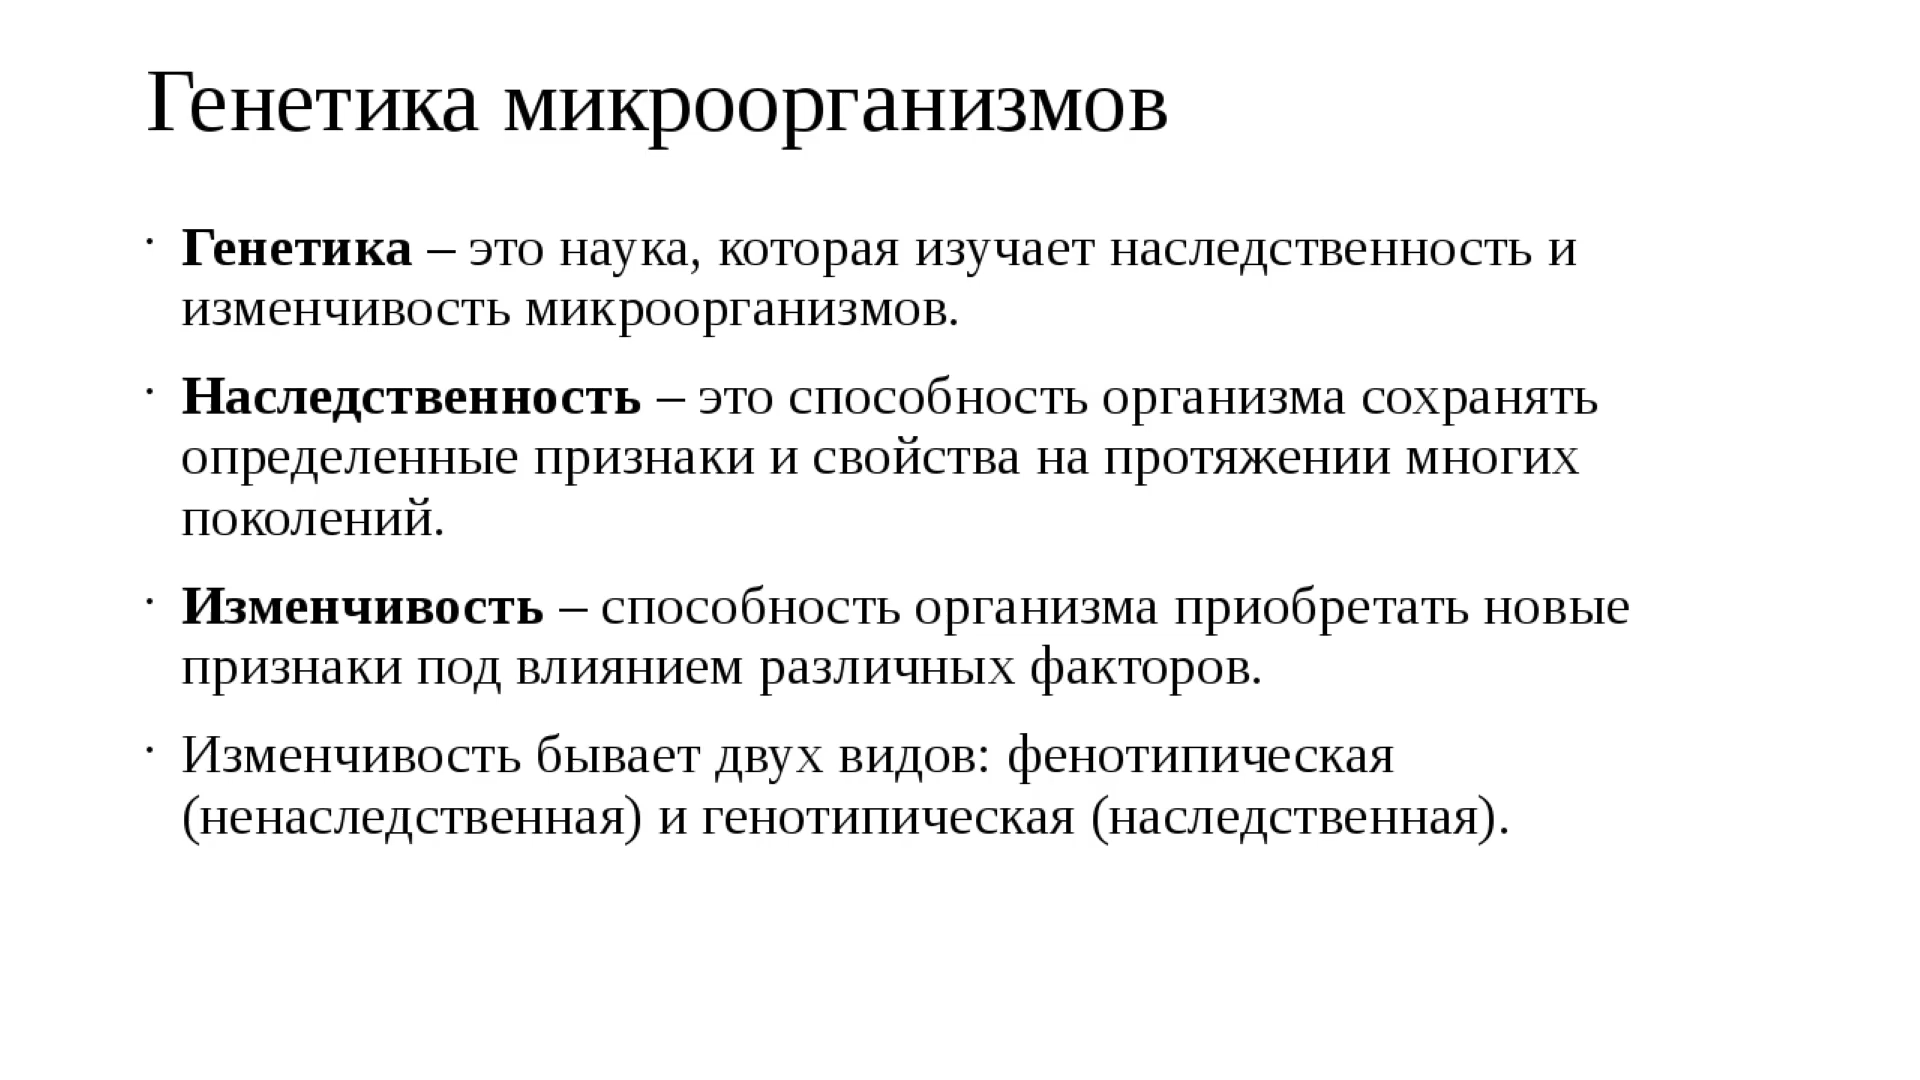 Генетика микроорганизмов
· Генетика – это наука, которая изучает наследственность и
изменчивость микроорганизмов.
· Наследственность – это способность организма сохранять
определенные признаки и свойства на протяжении многих
поколений.
· Изменчивость – способность организма приобретать новые
признаки под влиянием различных факторов.
· Изменчивость бывает двух видов: фенотипическая
(ненаследственная) и генотипическая (наследственная).